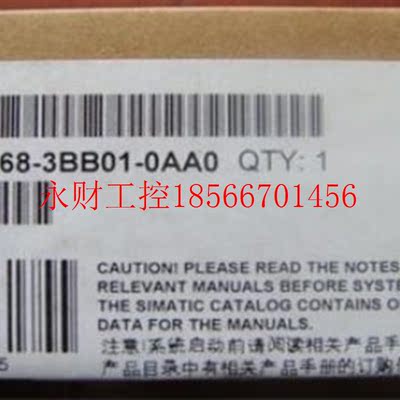 68-3BB01-0AA0 QTY: 1
永财工控18566701456
CAUTION! PLEASE READ THE NOTES
RELEVANT MANUALS BEFORE SYSTE
THE SIMATIC CATALOG CONTAINS O
DATA FOR THE MANUALS.
注意!系统启动前请阅读相关产品手
产品目录中有相关产品手册的订购
5